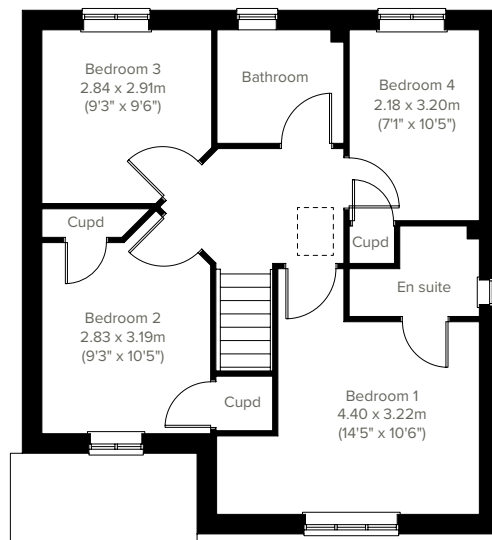 Bedroom 3
2.84 x 2.91m
(9'3" x 9'6")
Bathroom
Bedroom 4
2.18 x 3.20m
(7'1" x 10'5")
Cupd
Cupd
En suite
Bedroom 2
2.83 x 3.19m
(9'3" x 10'5")
Cupd
Bedroom 1
4.40 x 3.22m
(14'5" x 10'6")